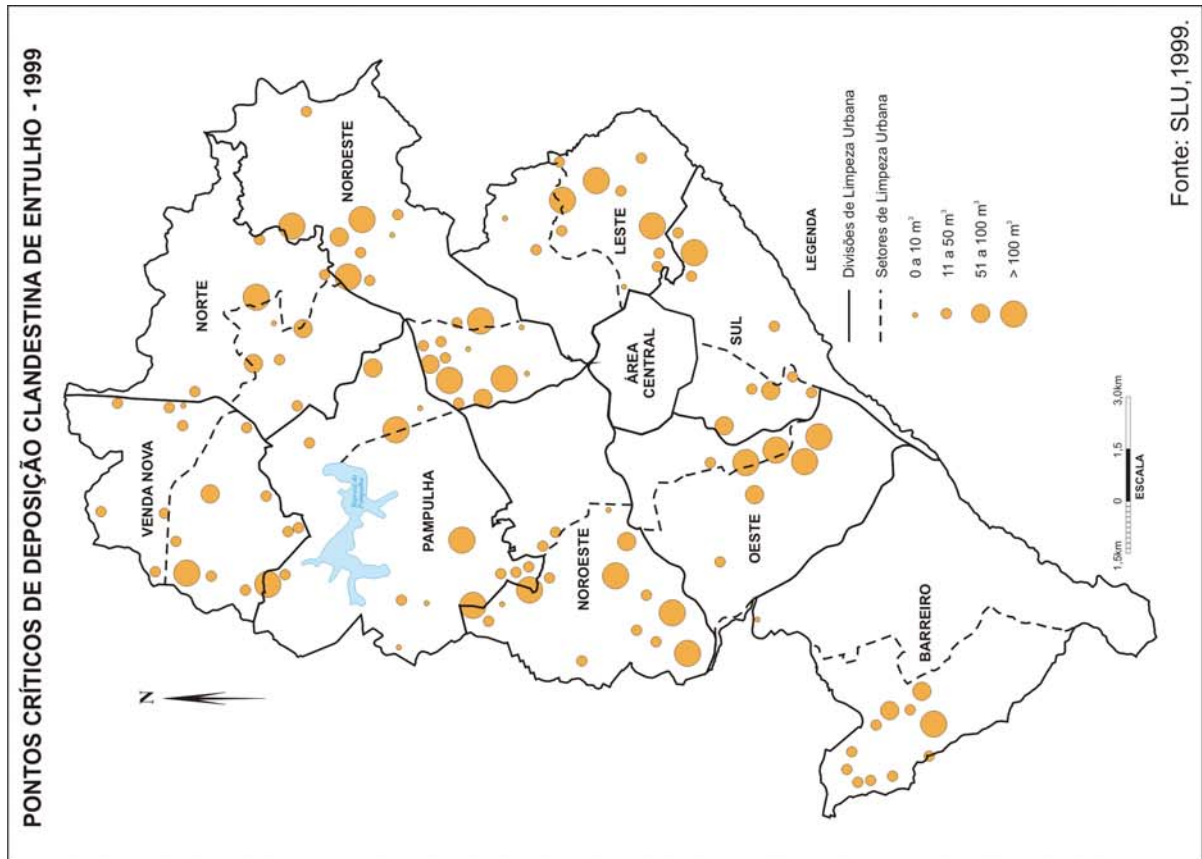 PONTOS CRÍTICOS DE DEPOSIÇÃO CLANDESTINA DE ENTULHO - 1999
N
VENDA NOVA
NORTE
NORDESTE
PAMPULHA
NOROESTE
LESTE
ÁREA
CENTRAL
SUL
OESTE
BARREIRO
LEGENDA
Divisões de Limpeza Urbana
Setores de Limpeza Urbana
0 a 10 m³
11 a 50 m³
51 a 100 m³
> 100 m³
1,5km 0 1,5 3,0km
ESCALA
Fonte: SLU,1999.